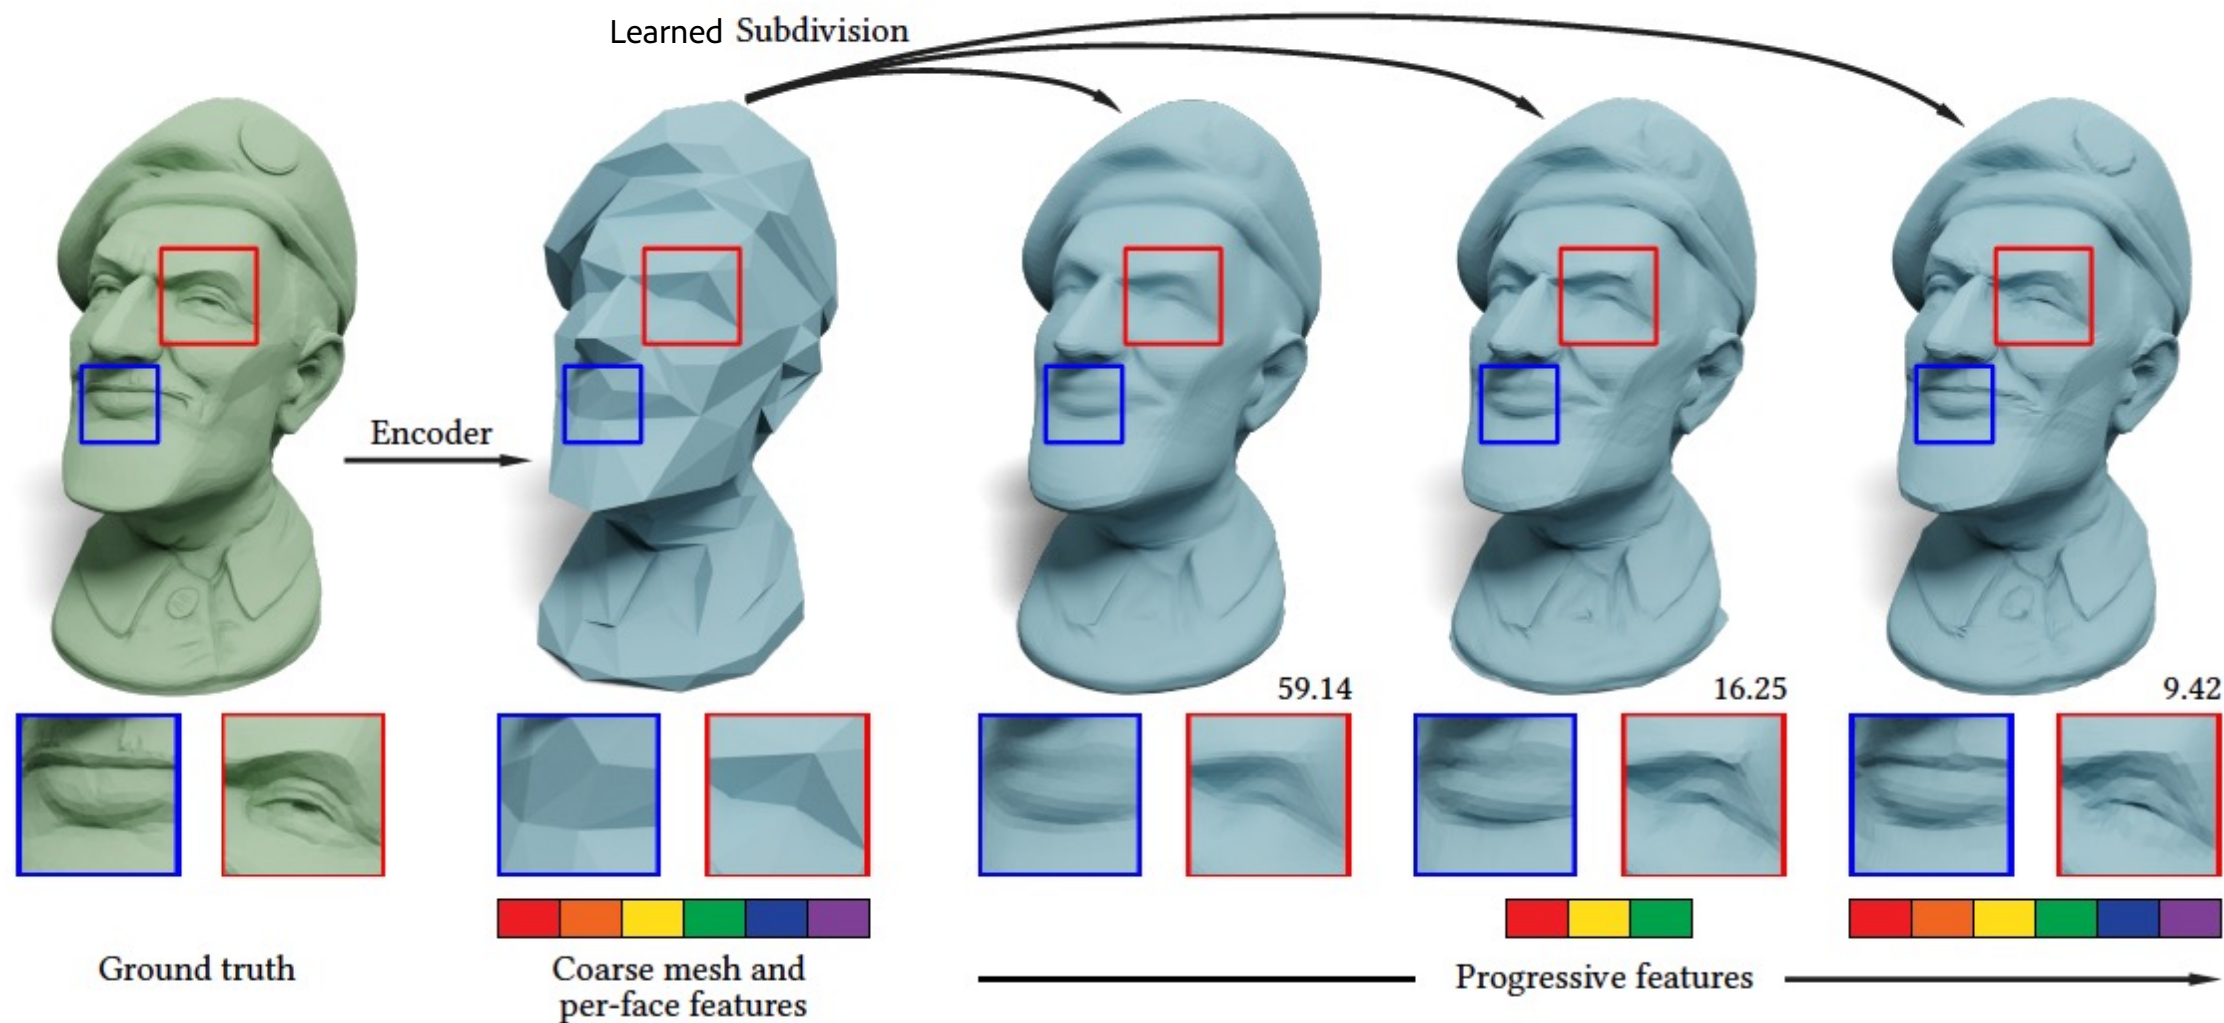 Learned Subdivision
Encoder
59.14
16.25
9.42
Ground truth
Coarse mesh and
per-face features
Progressive features